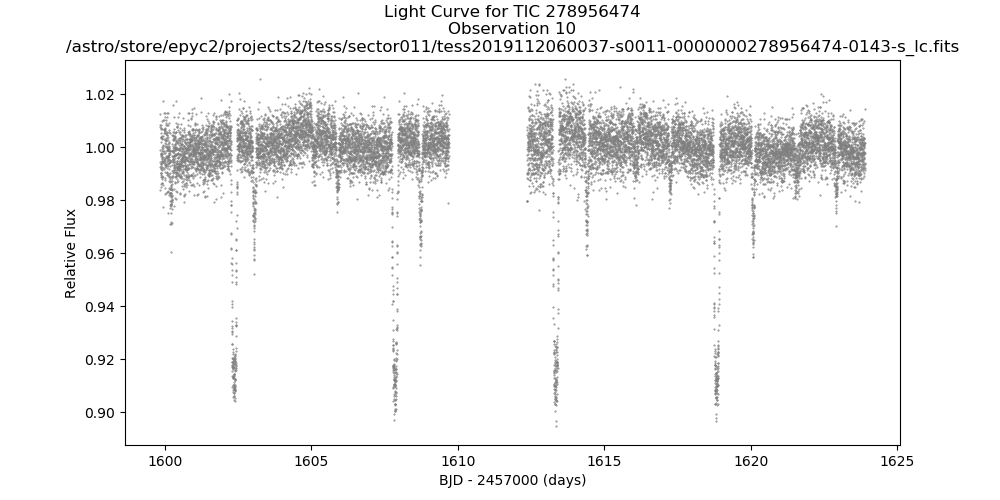 Light Curve for TIC 278956474
Observation 10
/astro/store/epyc2/projects2/tess/sector011/tess2019112060037-s0011-0000000278956474-0143-s_lc.fits
1.02
1.00
0.98
0.96
0.94
0.92
0.90
Relative Flux
1600
1605
1610
1615
1620
1625
BJD - 2457000 (days)